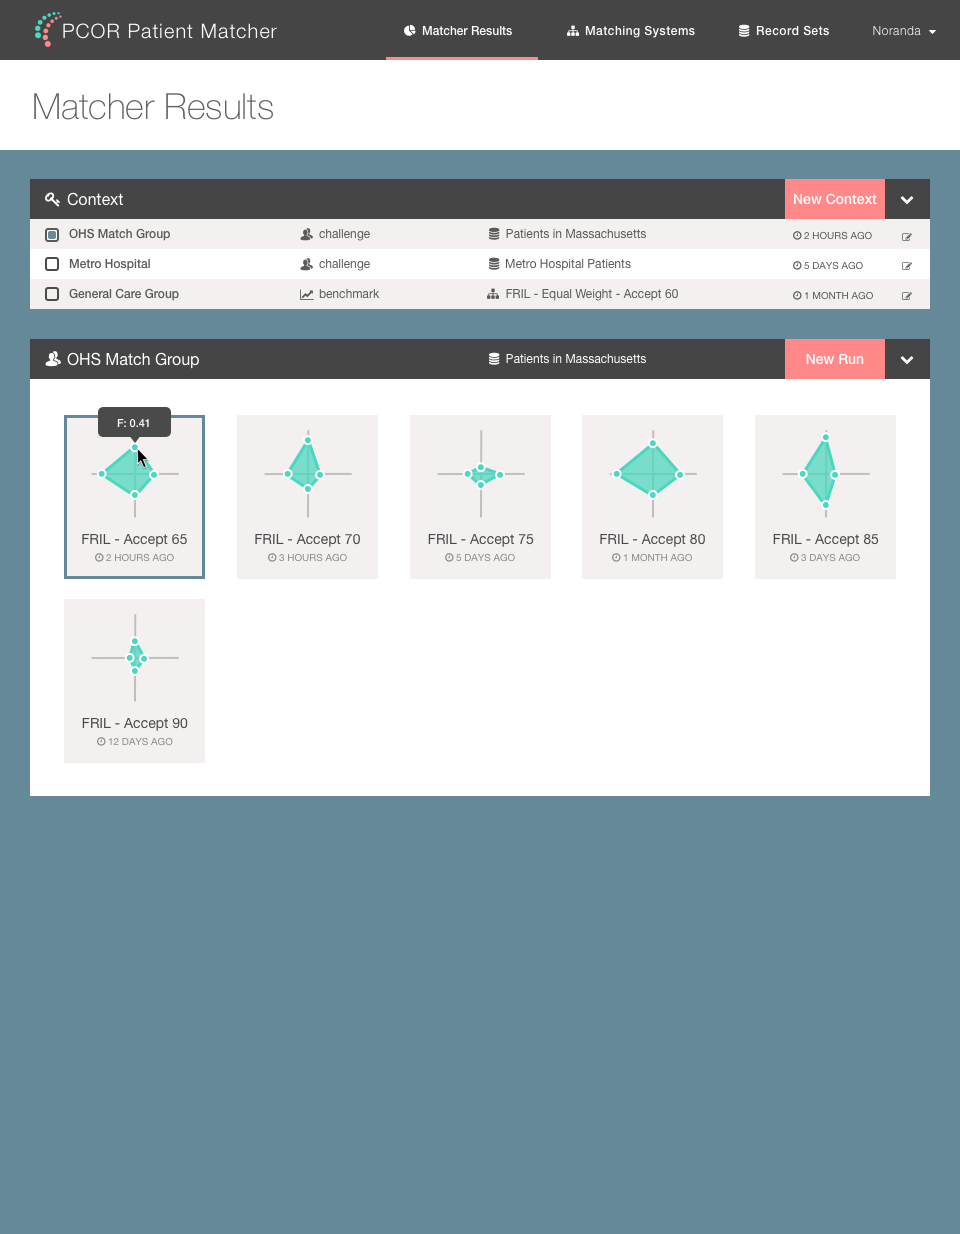 PCOR Patient Matcher
Matcher Results
Matching Systems
Record Sets
Noranda
Matcher Results
Context
New Context
OHS Match Group challenge Patients in Massachusetts 2 HOURS AGO
Metro Hospital challenge Metro Hospital Patients 5 DAYS AGO
General Care Group benchmark FRIL - Equal Weight - Accept 60 1 MONTH AGO
OHS Match Group Patients in Massachusetts New Run
F: 0.41
FRIL - Accept 65
2 HOURS AGO
FRIL - Accept 70
3 HOURS AGO
FRIL - Accept 75
5 DAYS AGO
FRIL - Accept 80
1 MONTH AGO
FRIL - Accept 85
3 DAYS AGO
FRIL - Accept 90
12 DAYS AGO